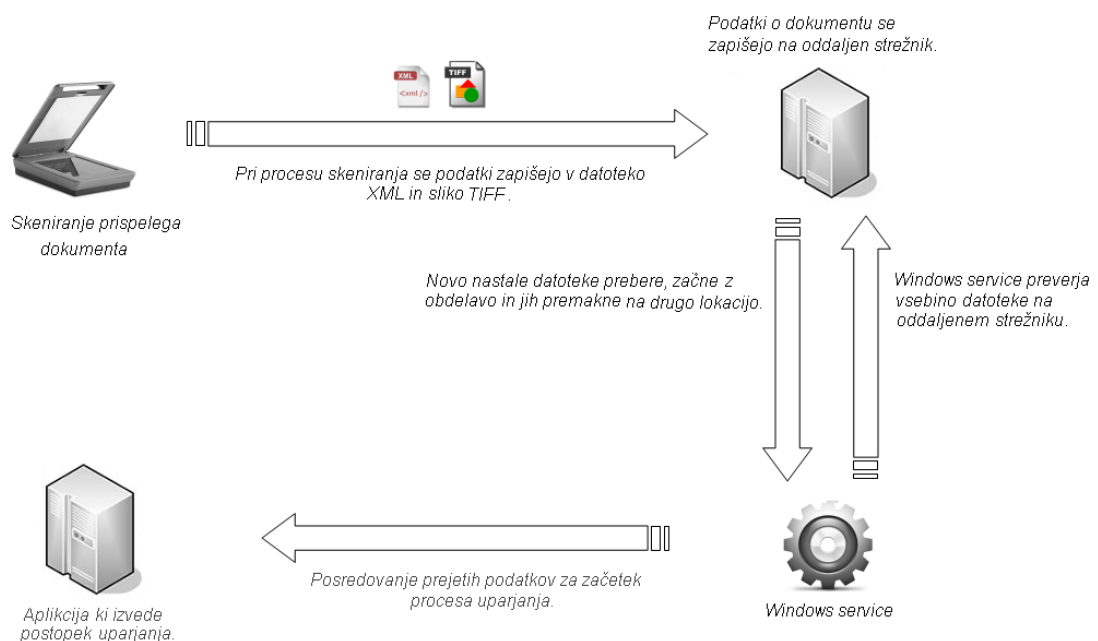 Podatki o dokumentu se
zapišejo na oddaljen strežnik.
XML
<xml />
TIFF
Pri procesu skeniranja se podatki zapišejo v datoteko
XML in sliko TIFF.
Skeniranje prispelega
dokumenta
Novo nastale datoteke prebere, začne z
obdelavo in jih premakne na drugo lokacijo.
Windows service preverja
vsebino datoteke na
oddaljenem strežniku.
Posredovanje prejetih podatkov za začetek
procesa uparjanja.
Windows service
Aplikcija ki izvede
postopek uparjanja.